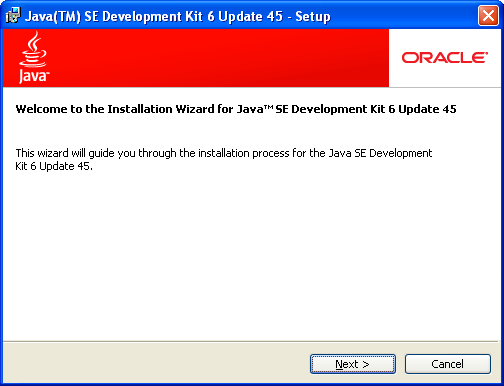 Java(TM) SE Development Kit 6 Update 45 - Setup
Java™
ORACLE®
Welcome to the Installation Wizard for Java™ SE Development Kit 6 Update 45
This wizard will guide you through the installation process for the Java SE Development
Kit 6 Update 45.
Next >
Cancel